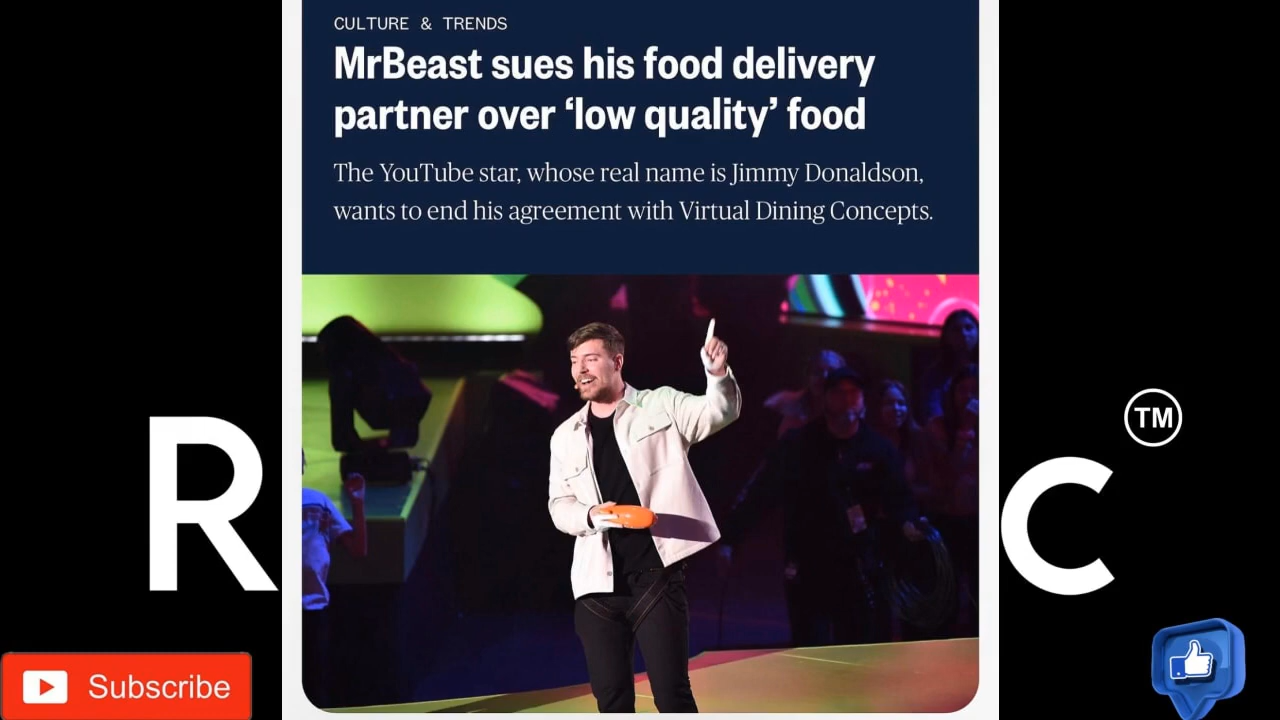 CULTURE & TRENDS
MrBeast sues his food delivery
partner over ‘low quality’ food
The YouTube star, whose real name is Jimmy Donaldson,
wants to end his agreement with Virtual Dining Concepts.
R
C
TM
Subscribe